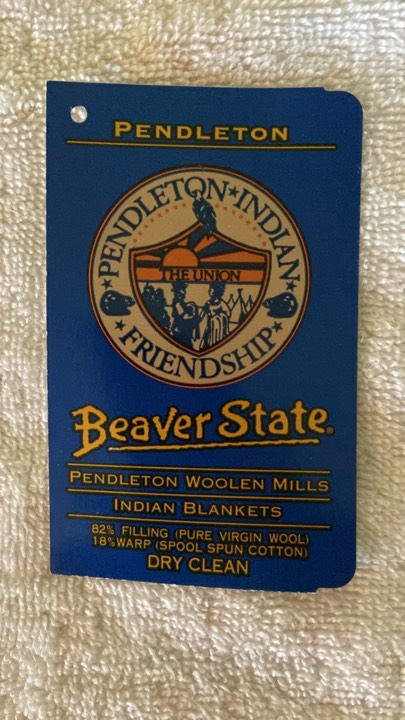 PENDLETON
PENDLETON★INDIAN
THE UNION
★FRIENDSHIP★
Beaver State®
PENDLETON WOOLEN MILLS
INDIAN BLANKETS
82% FILLING (PURE VIRGIN WOOL)
18% WARP (SPOOL SPUN COTTON)
DRY CLEAN